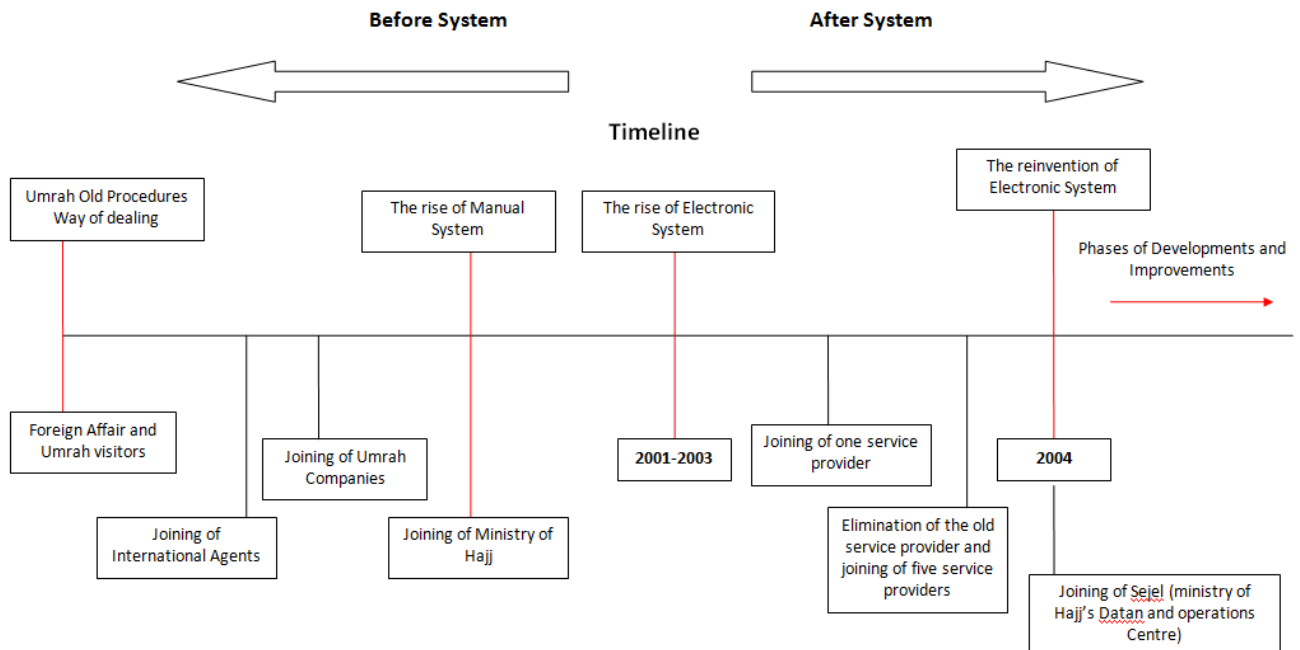 Before System
After System
Timeline
Umrah Old Procedures
Way of dealing
The rise of Manual
System
The rise of Electronic
System
The reinvention of
Electronic System
Phases of Developments and
Improvements
Foreign Affair and
Umrah visitors
Joining of
International Agents
Joining of Umrah
Companies
Joining of Ministry of
Hajj
2001-2003
Joining of one service
provider
Elimination of the old
service provider and
joining of five service
providers
2004
Joining of Sejel (ministry of
Hajj's Datan and operations
Centre)